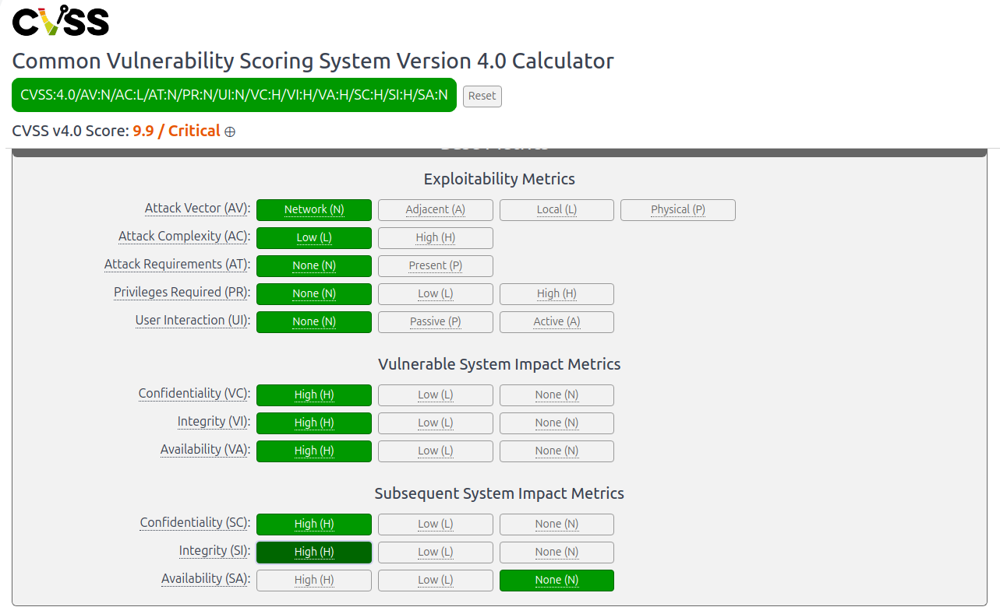 CVSS
Common Vulnerability Scoring System Version 4.0 Calculator
CVSS:4.0/AV:N/AC:L/AT:N/PR:N/UI:N/VC:H/VI:H/VA:H/SC:H/SI:H/SA:N Reset
CVSS v4.0 Score: 9.9 / Critical ⊕
Exploitability Metrics
Attack Vector (AV): Network (N) Adjacent (A) Local (L) Physical (P)
Attack Complexity (AC): Low (L) High (H)
Attack Requirements (AT): None (N) Present (P)
Privileges Required (PR): None (N) Low (L) High (H)
User Interaction (UI): None (N) Passive (P) Active (A)
Vulnerable System Impact Metrics
Confidentiality (VC): High (H) Low (L) None (N)
Integrity (VI): High (H) Low (L) None (N)
Availability (VA): High (H) Low (L) None (N)
Subsequent System Impact Metrics
Confidentiality (SC): High (H) Low (L) None (N)
Integrity (SI): High (H) Low (L) None (N)
Availability (SA): High (H) Low (L) None (N)